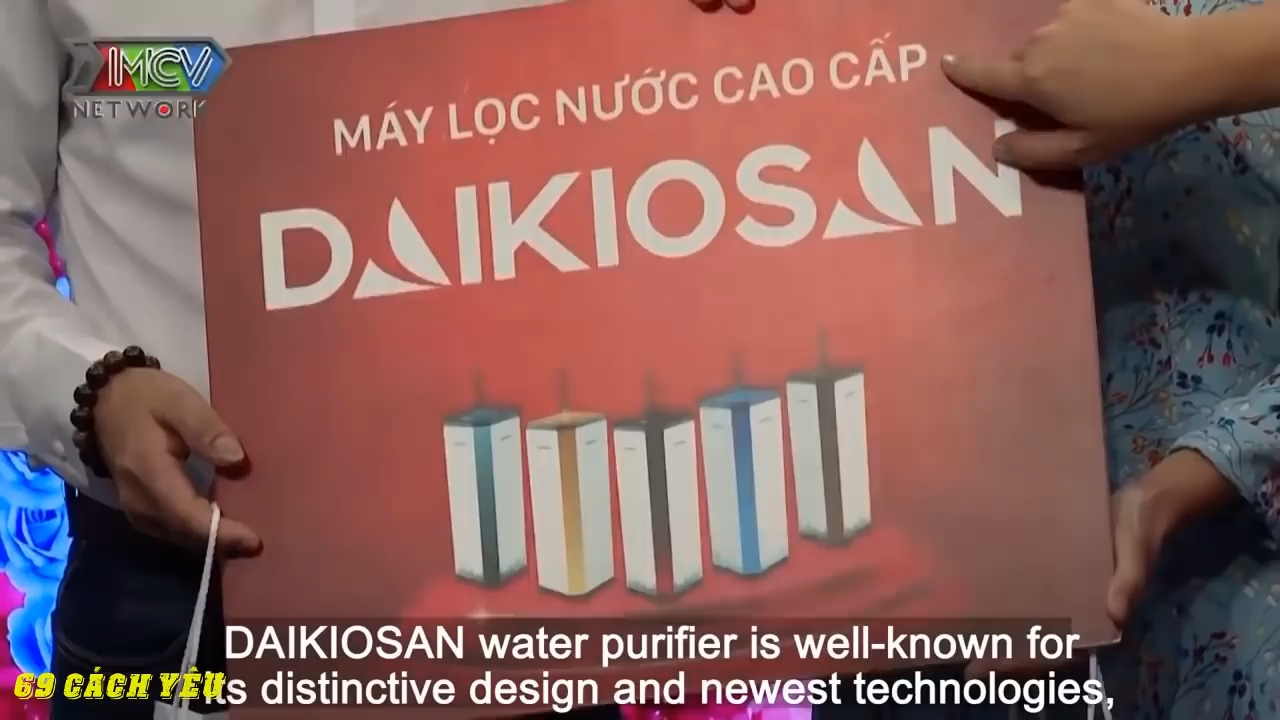 MCV
NETWORK
MÁY LỌC NƯỚC CAO CẤP
DAIKIOSAN
DAIKIOSAN water purifier is well-known for
its distinctive design and newest technologies,
69 CÁCH YÊU